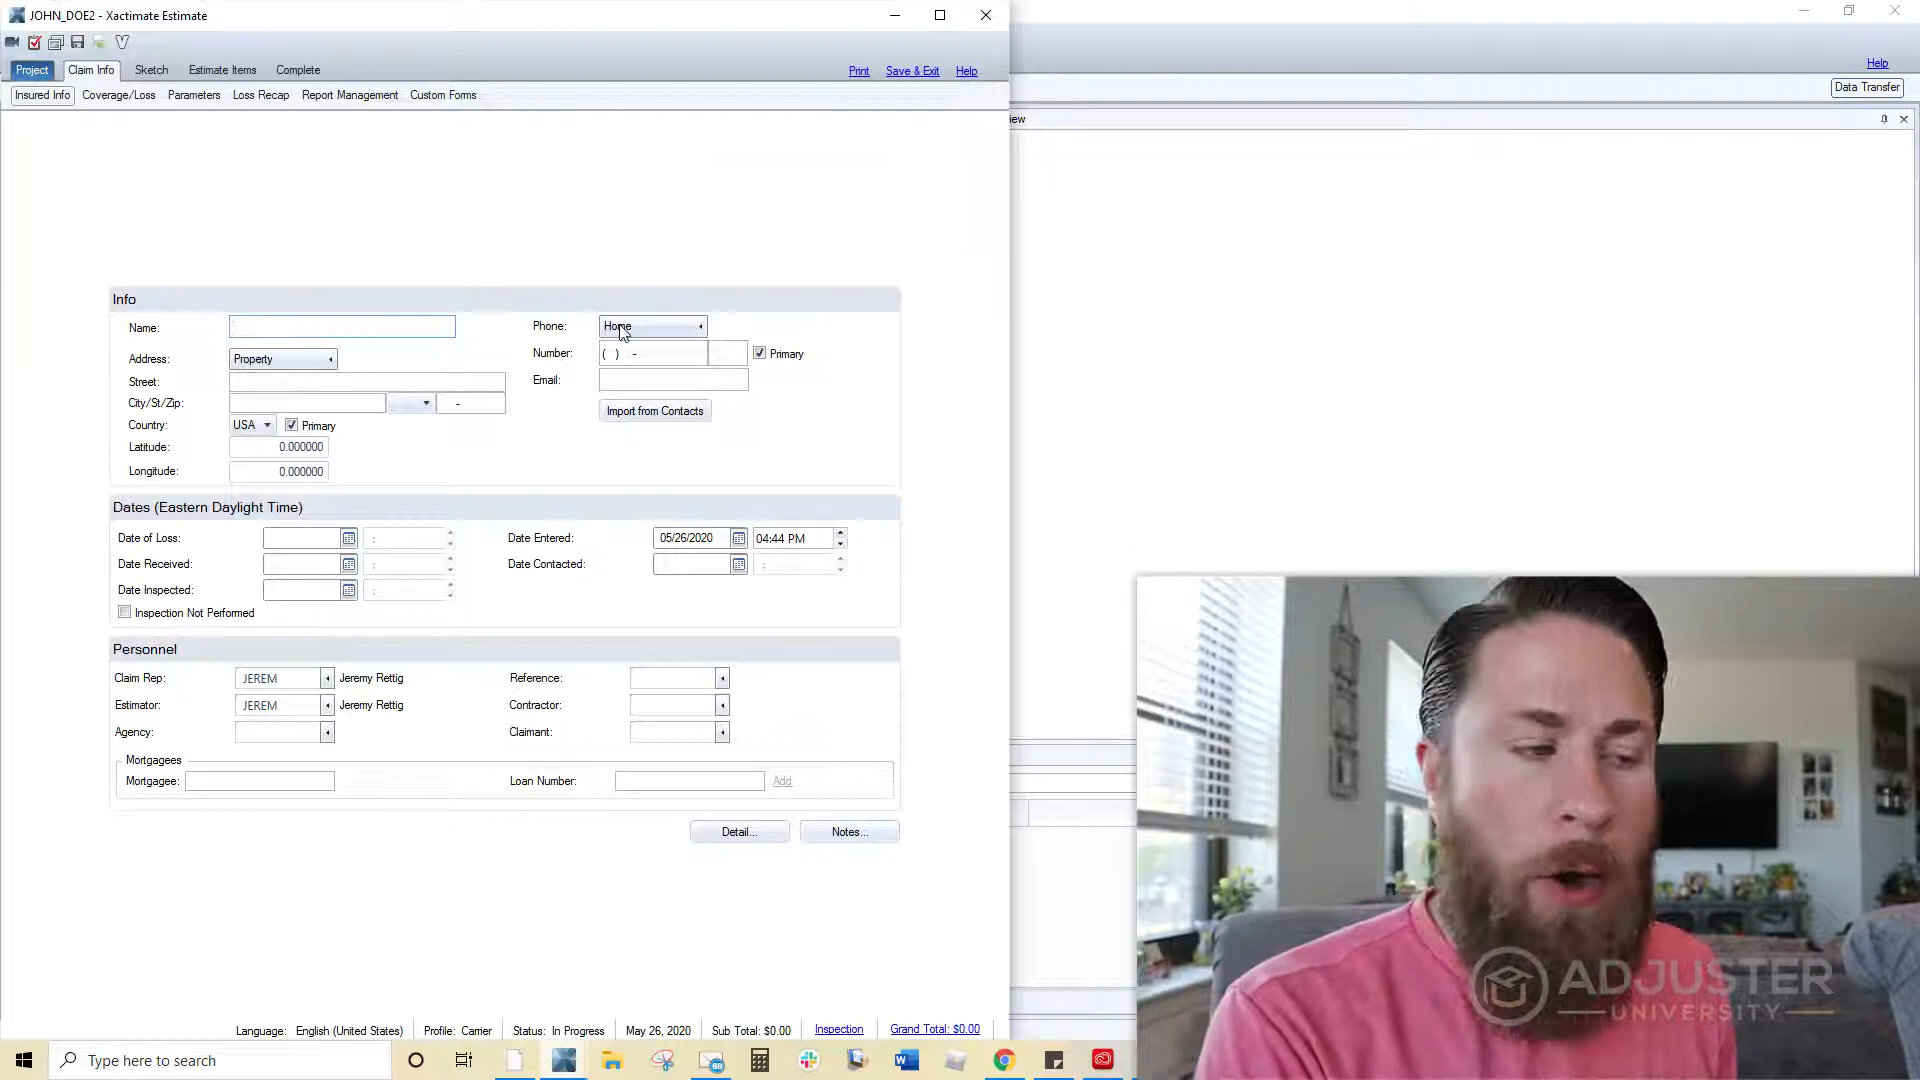 JOHN_DOE2 - Xactimate Estimate
Project Claim Info Sketch Estimate Items Complete
Print Save & Exit Help
Help
Insured Info Coverage/Loss Parameters Loss Recap Report Management Custom Forms
Data Transfer
iew
Info
Name:
Phone: Home
Address: Property
Number: ( ) - Primary
Street:
Email:
City/St/Zip: -
Import from Contacts
Country: USA Primary
Latitude: 0.000000
Longitude: 0.000000
Dates (Eastern Daylight Time)
Date of Loss: :
Date Entered: 05/26/2020 04:44 PM
Date Received: :
Date Contacted: :
Date Inspected: :
Inspection Not Performed
Personnel
Claim Rep: JEREM Jeremy Rettig
Reference:
Estimator: JEREM Jeremy Rettig
Contractor:
Agency:
Claimant:
Mortgagees
Mortgagee:
Loan Number: Add
Detail... Notes...
ADJUSTER
UNIVERSITY
Language: English (United States) Profile: Carrier Status: In Progress May 26, 2020 Sub Total: $0.00 Inspection Grand Total: $0.00
Type here to search
68